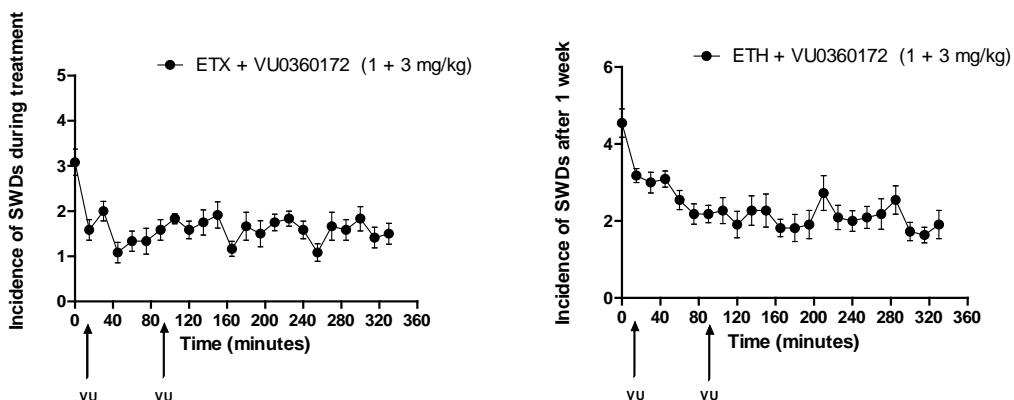 Incidence of SWDs during treatment
ETX + VU0360172 (1 + 3 mg/kg)
5
4
3
2
1
0
0 40 80 120 160 200 240 280 320 360
Time (minutes)
VU VU
Incidence of SWDs after 1 week
ETH + VU0360172 (1 + 3 mg/kg)
6
4
2
0
0 40 80 120 160 200 240 280 320 360
Time (minutes)
VU VU